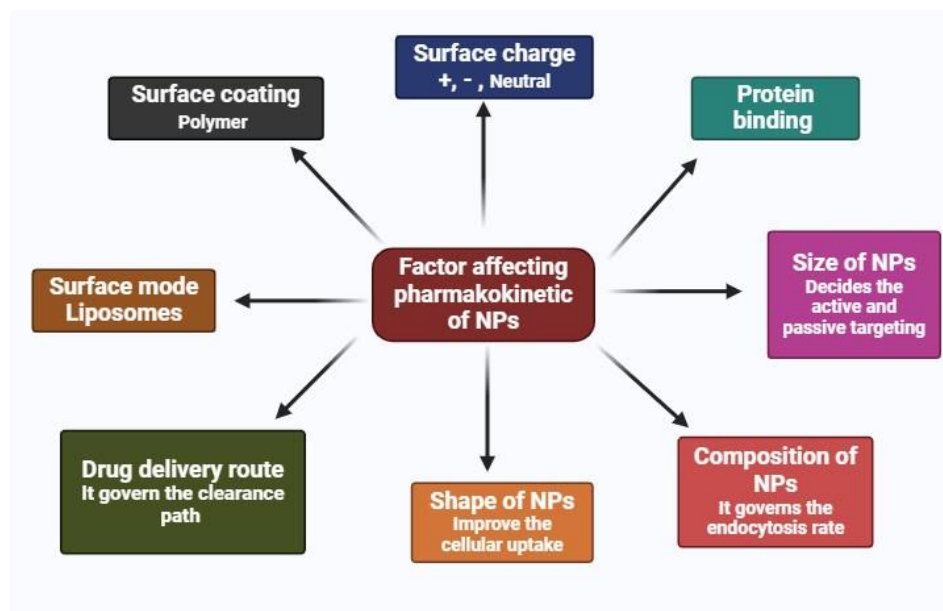 Surface charge
+, - , Neutral
Surface coating
Polymer
Protein
binding
Factor affecting
pharmakokinetic
of NPs
Size of NPs
Decides the
active and
passive targeting
Surface mode
Liposomes
Drug delivery route
It govern the clearance
path
Shape of NPs
Improve the
cellular uptake
Composition of
NPs
It governs the
endocytosis rate